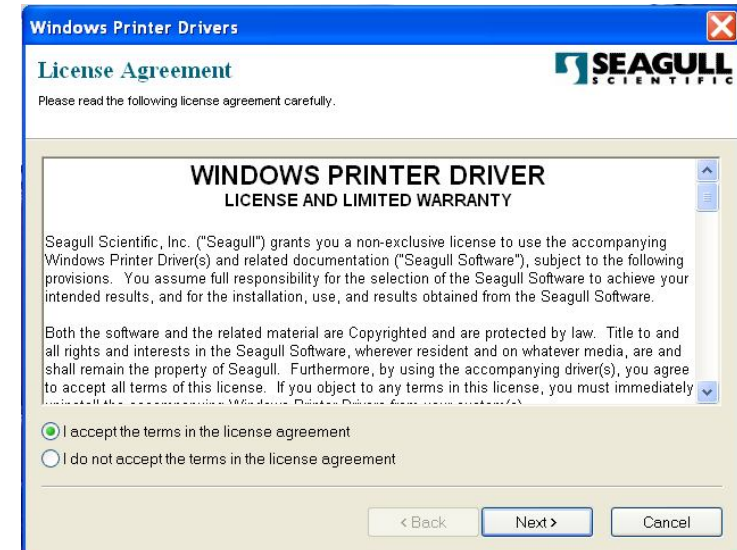 Windows Printer Drivers
License Agreement
SEAGULL
SCIENTIFIC
Please read the following license agreement carefully.
WINDOWS PRINTER DRIVER
LICENSE AND LIMITED WARRANTY
Seagull Scientific, Inc. ("Seagull") grants you a non-exclusive license to use the accompanying
Windows Printer Driver(s) and related documentation ("Seagull Software"), subject to the following
provisions.  You assume full responsibility for the selection of the Seagull Software to achieve your
intended results, and for the installation, use, and results obtained from the Seagull Software.
Both the software and the related material are Copyrighted and are protected by law.  Title to and
all rights and interests in the Seagull Software, wherever resident and on whatever media, are and
shall remain the property of Seagull.  Furthermore, by using the accompanying driver(s), you agree
to accept all terms of this license.  If you object to any terms in this license, you must immediately
I accept the terms in the license agreement
I do not accept the terms in the license agreement
< Back
Next >
Cancel